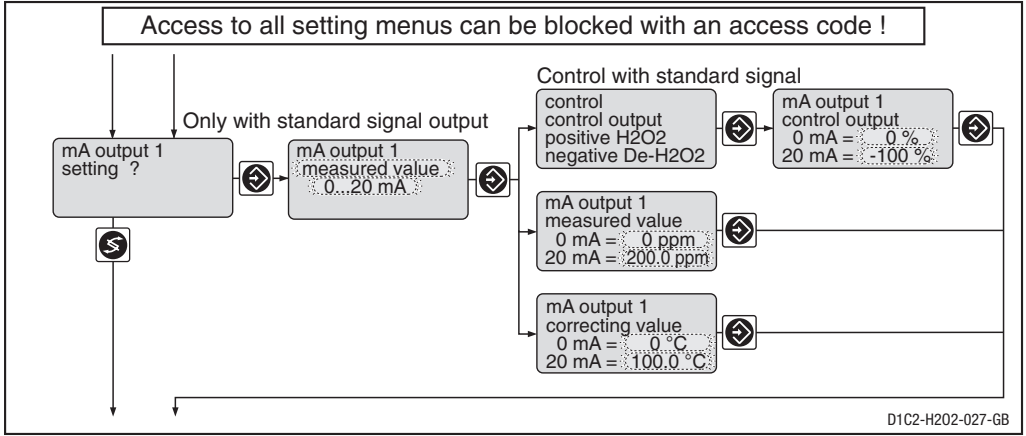 Access to all setting menus can be blocked with an access code !
Control with standard signal
Only with standard signal output
mA output 1
setting ?
mA output 1
measured value
0...20 mA
control
control output
positive H2O2
negative De-H2O2
mA output 1
control output
0 mA = 0 %
20 mA = -100 %
mA output 1
measured value
0 mA = 0 ppm
20 mA = 200.0 ppm
mA output 1
correcting value
0 mA = 0 °C
20 mA = 100.0 °C
D1C2-H2O2-027-GB